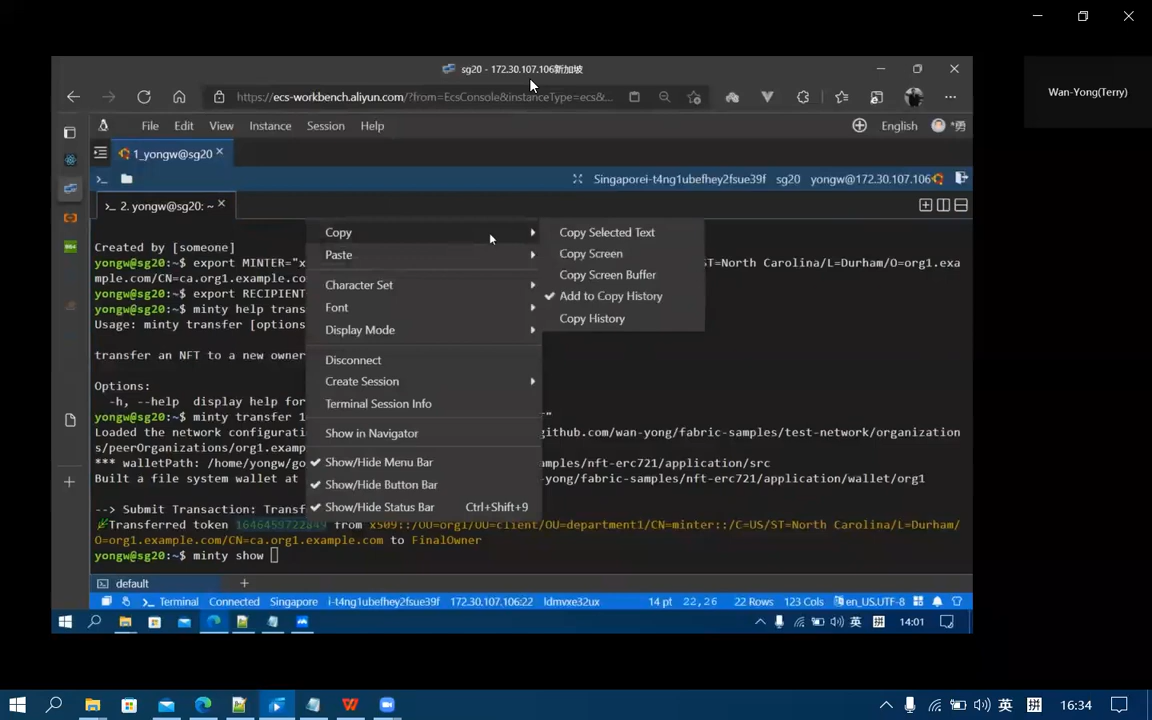 Wan-Yong(Terry)
sg20 - 172.30.107.106新加坡
https://ecs-workbench.aliyun.com/?from=EcsConsole&instanceType=ecs&...
File Edit View Instance Session Help
English
*勇
1_yongw@sg20
Singaporei-t4ng1ubefhey2fsue39f sg20 yongw@172.30.107.106
2. yongw@sg20: ~
Created by [someone]
yongw@sg20:~$ export MINTER="x
ST=North Carolina/L=Durham/O=org1.exa
mple.com/CN=ca.org1.example.com
yongw@sg20:~$ export RECIPIENT
yongw@sg20:~$ minty help trans
Usage: minty transfer [options
transfer an NFT to a new owner
Options:
-h, --help display help for
yongw@sg20:~$ minty transfer 1
"
Loaded the network configurati
github.com/wan-yong/fabric-samples/test-network/organization
s/peerOrganizations/org1.examp
*** walletPath: /home/yongw/go
amples/nft-erc721/application/src
Built a file system wallet at
-yong/fabric-samples/nft-erc721/application/wallet/org1
--> Submit Transaction: Transf
Transferred token 1646459722849 from x509::/OU=org1/OU=client/OU=department1/CN=minter::/C=US/ST=North Carolina/L=Durham/
O=org1.example.com/CN=ca.org1.example.com to FinalOwner
yongw@sg20:~$ minty show
Copy
Paste
Character Set
Font
Display Mode
Disconnect
Create Session
Terminal Session Info
Show in Navigator
Show/Hide Menu Bar
Show/Hide Button Bar
Show/Hide Status Bar Ctrl+Shift+9
Copy Selected Text
Copy Screen
Copy Screen Buffer
Add to Copy History
Copy History
default
Terminal Connected Singapore i-t4ng1ubefhey2fsue39f 172.30.107.106:22 ldmvxe32ux 14 pt 22,26 22 Rows 123 Cols en_US.UTF-8
英 拼 14:01
英 拼 16:34